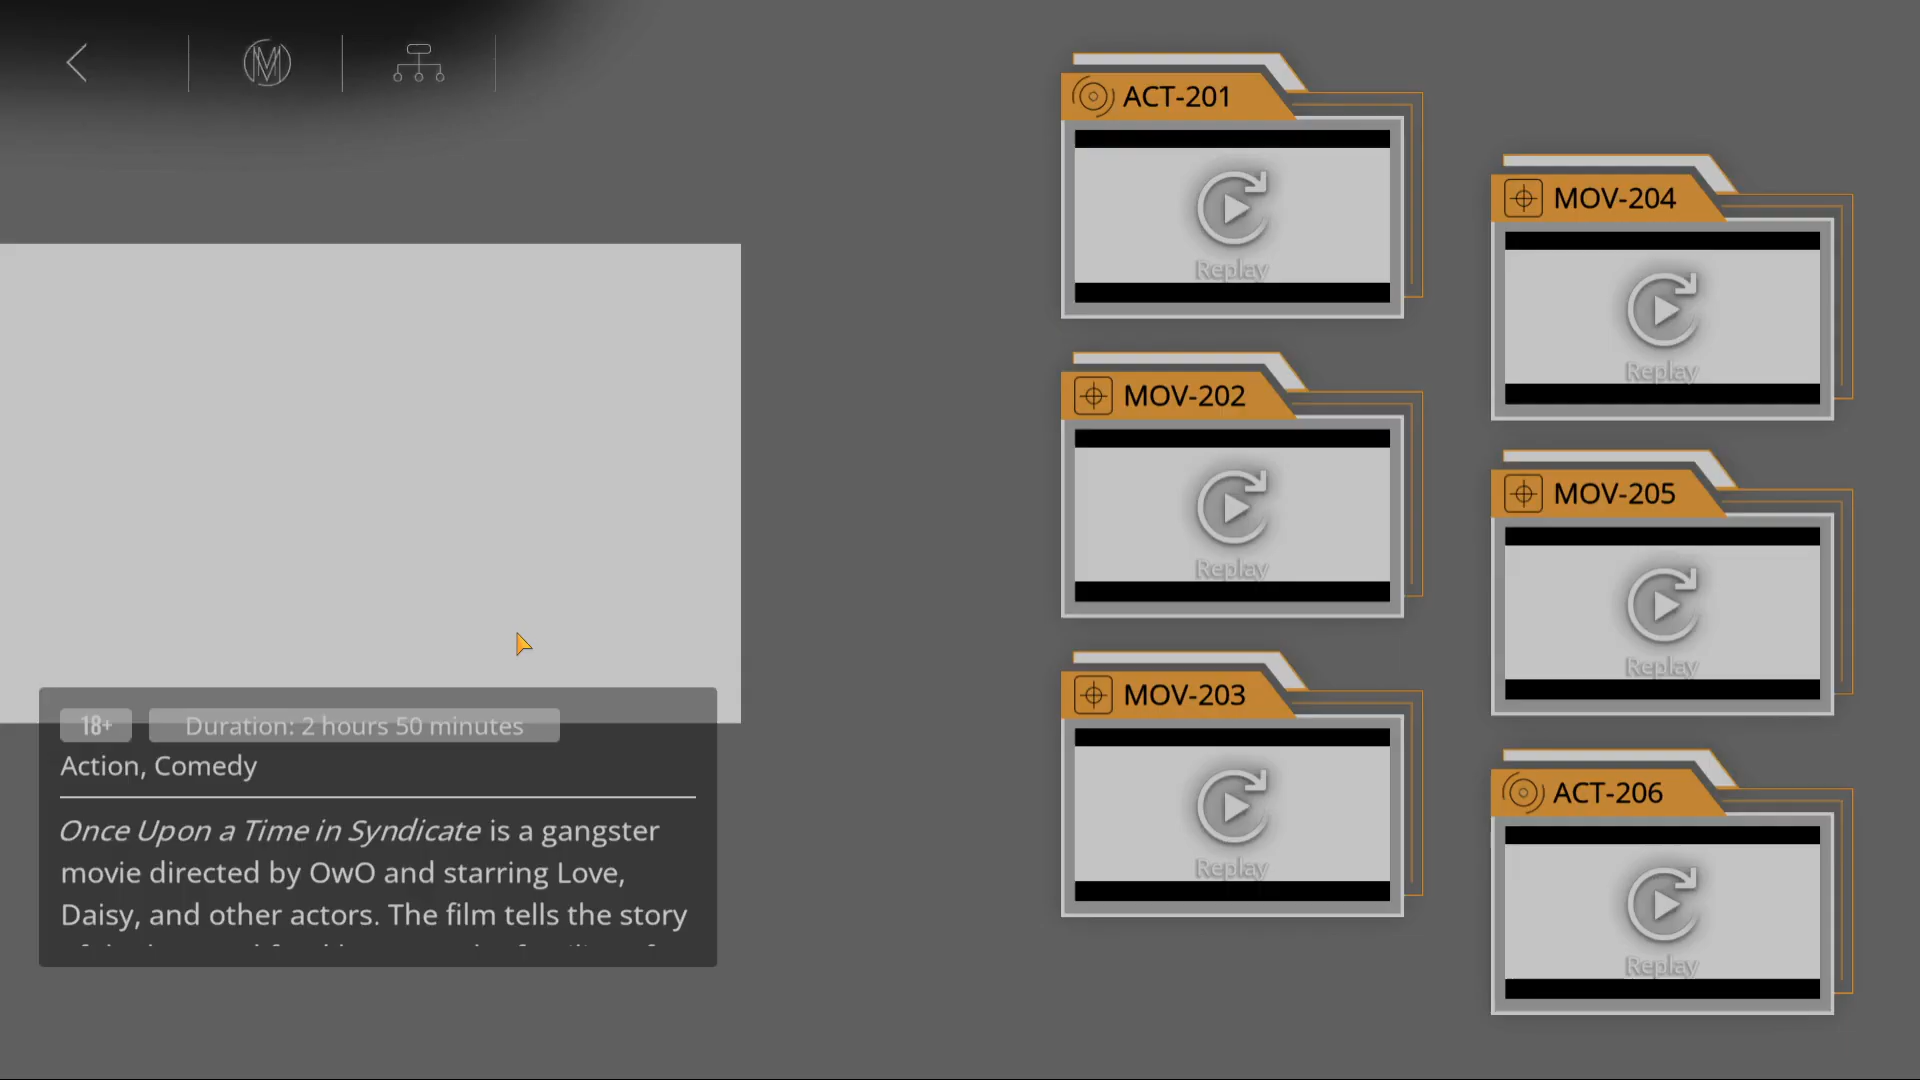 ACT-201
Replay
MOV-204
Replay
MOV-202
Replay
MOV-205
Replay
MOV-203
Replay
ACT-206
Replay
18+
Duration: 2 hours 50 minutes
Action, Comedy
Once Upon a Time in Syndicate is a gangster
movie directed by OwO and starring Love,
Daisy, and other actors. The film tells the story